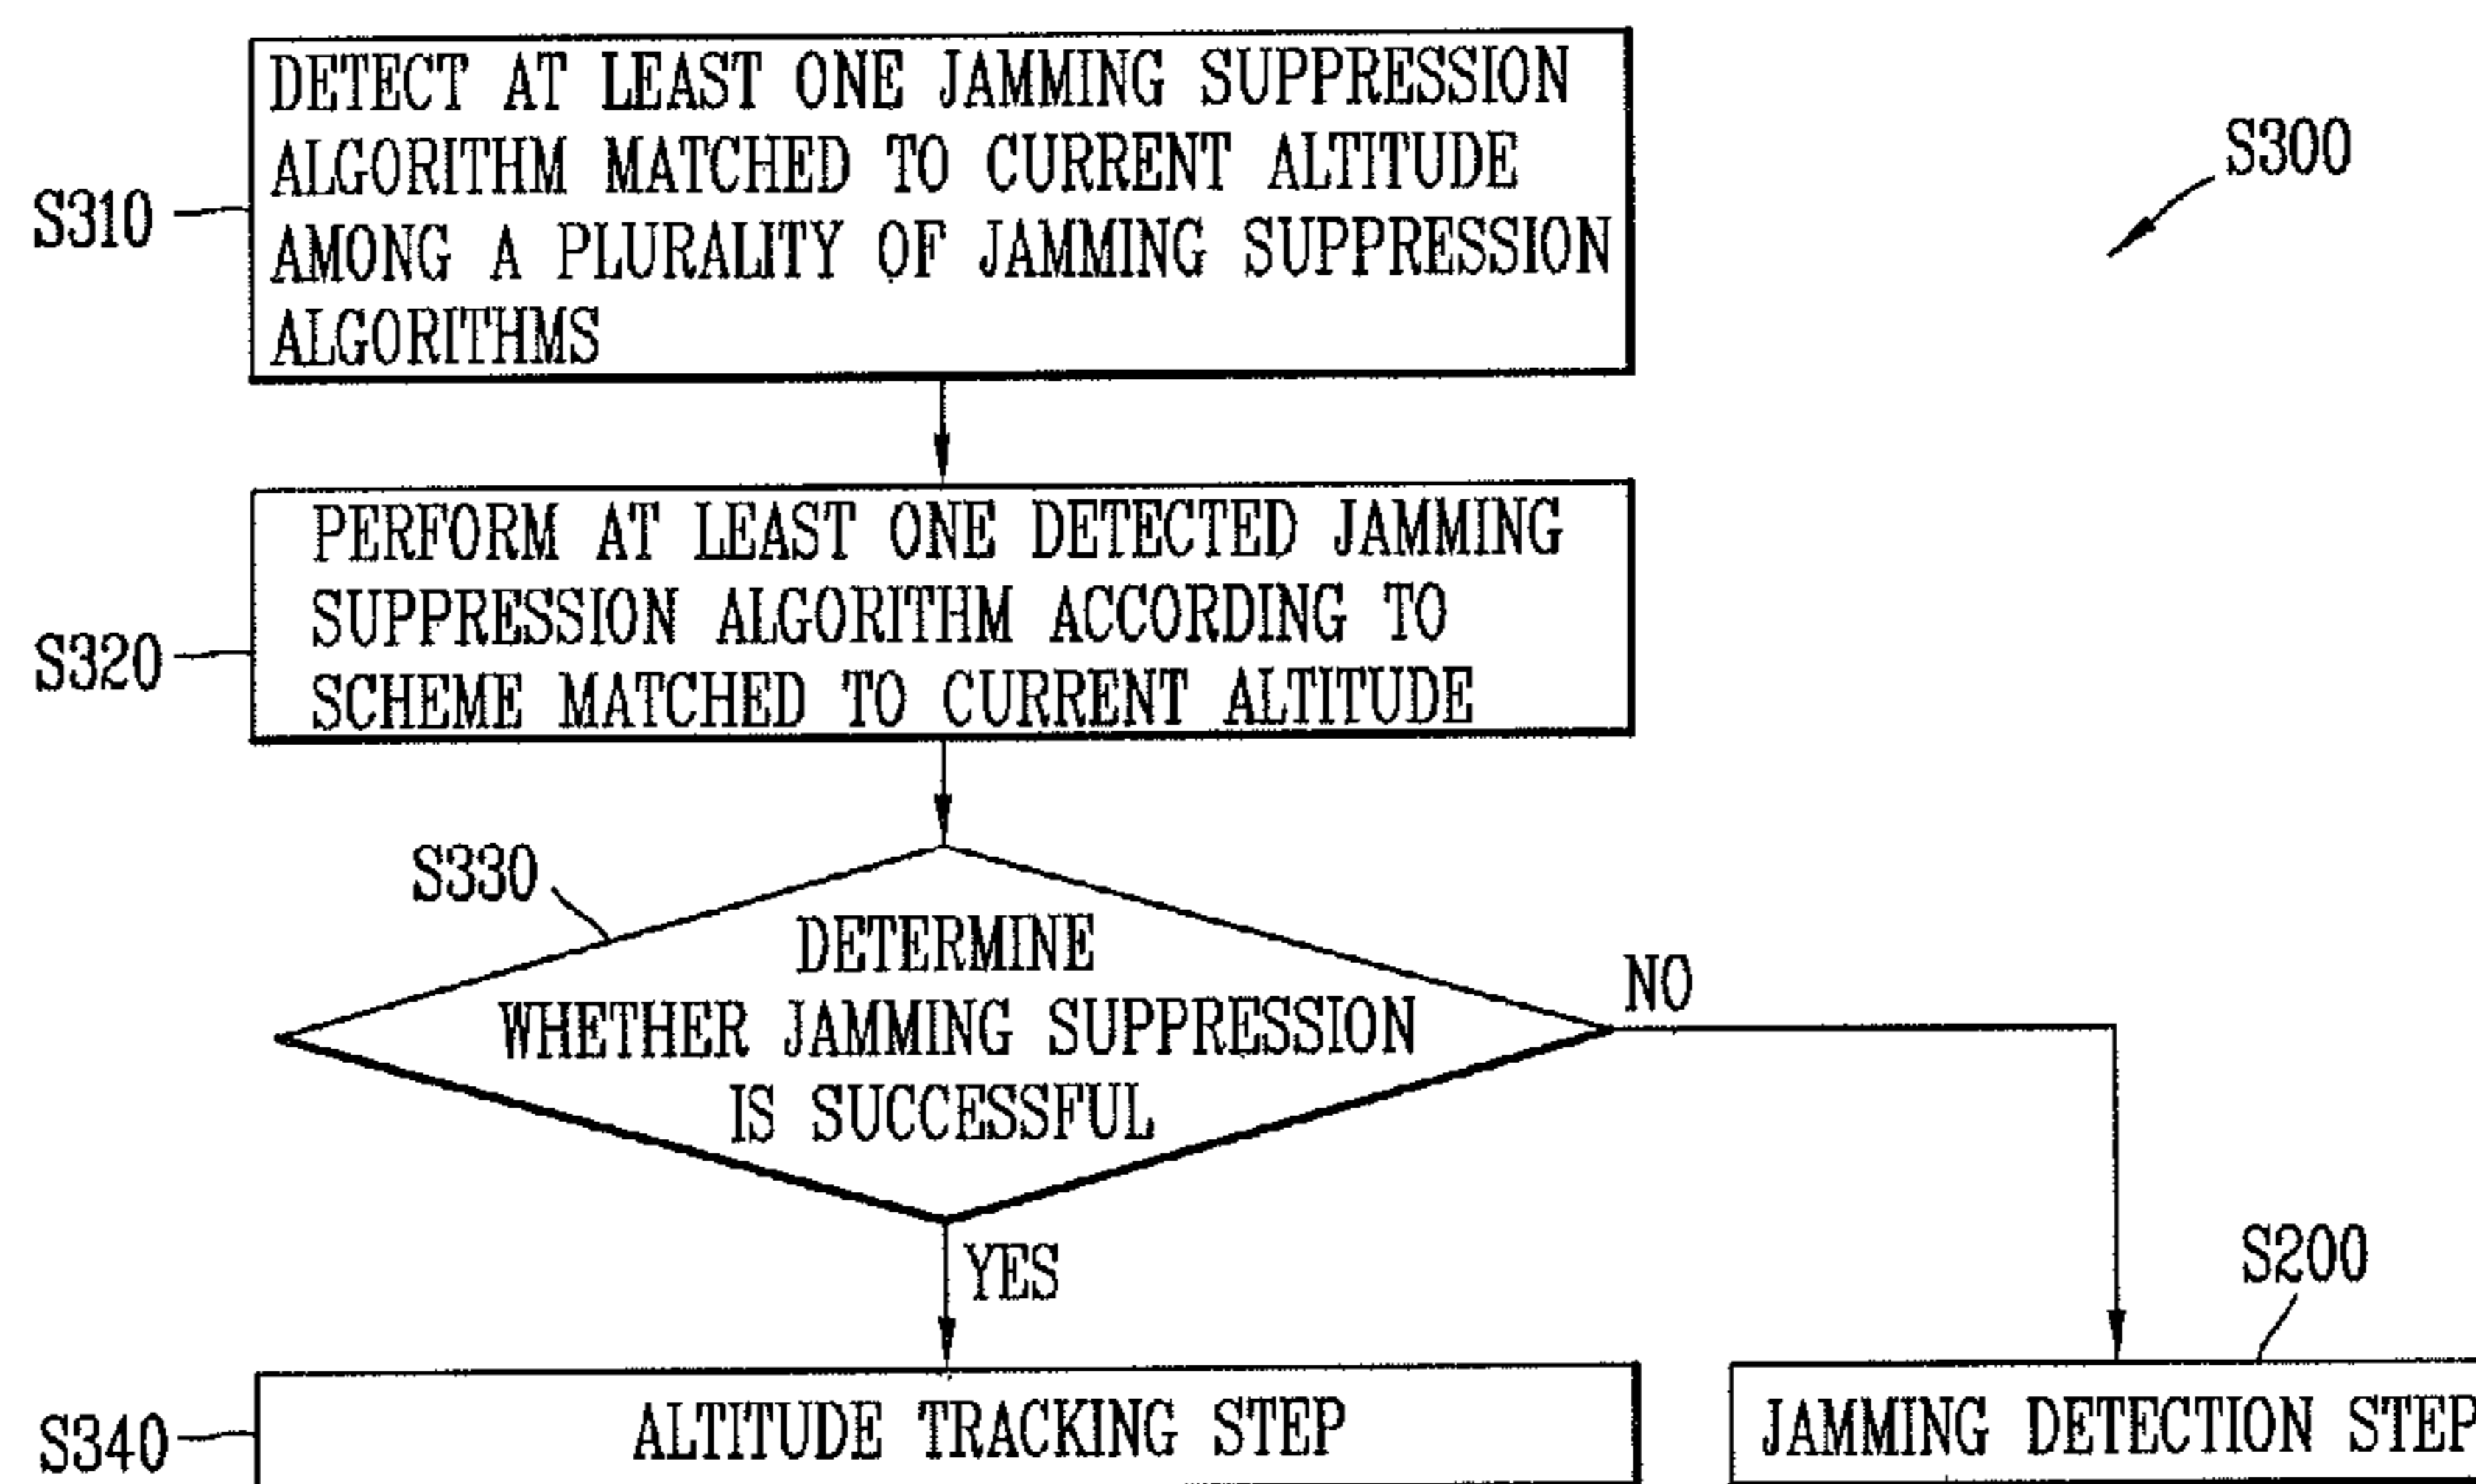 DETECT AT LEAST ONE JAMMING SUPPRESSION
ALGORITHM MATCHED TO CURRENT ALTITUDE
AMONG A PLURALITY OF JAMMING SUPPRESSION
ALGORITHMS
S310
S300
PERFORM AT LEAST ONE DETECTED JAMMING
SUPPRESSION ALGORITHM ACCORDING TO
SCHEME MATCHED TO CURRENT ALTITUDE
S320
S330
DETERMINE
WHETHER JAMMING SUPPRESSION
IS SUCCESSFUL
NO
YES
S200
S340
ALTITUDE TRACKING STEP
JAMMING DETECTION STEP